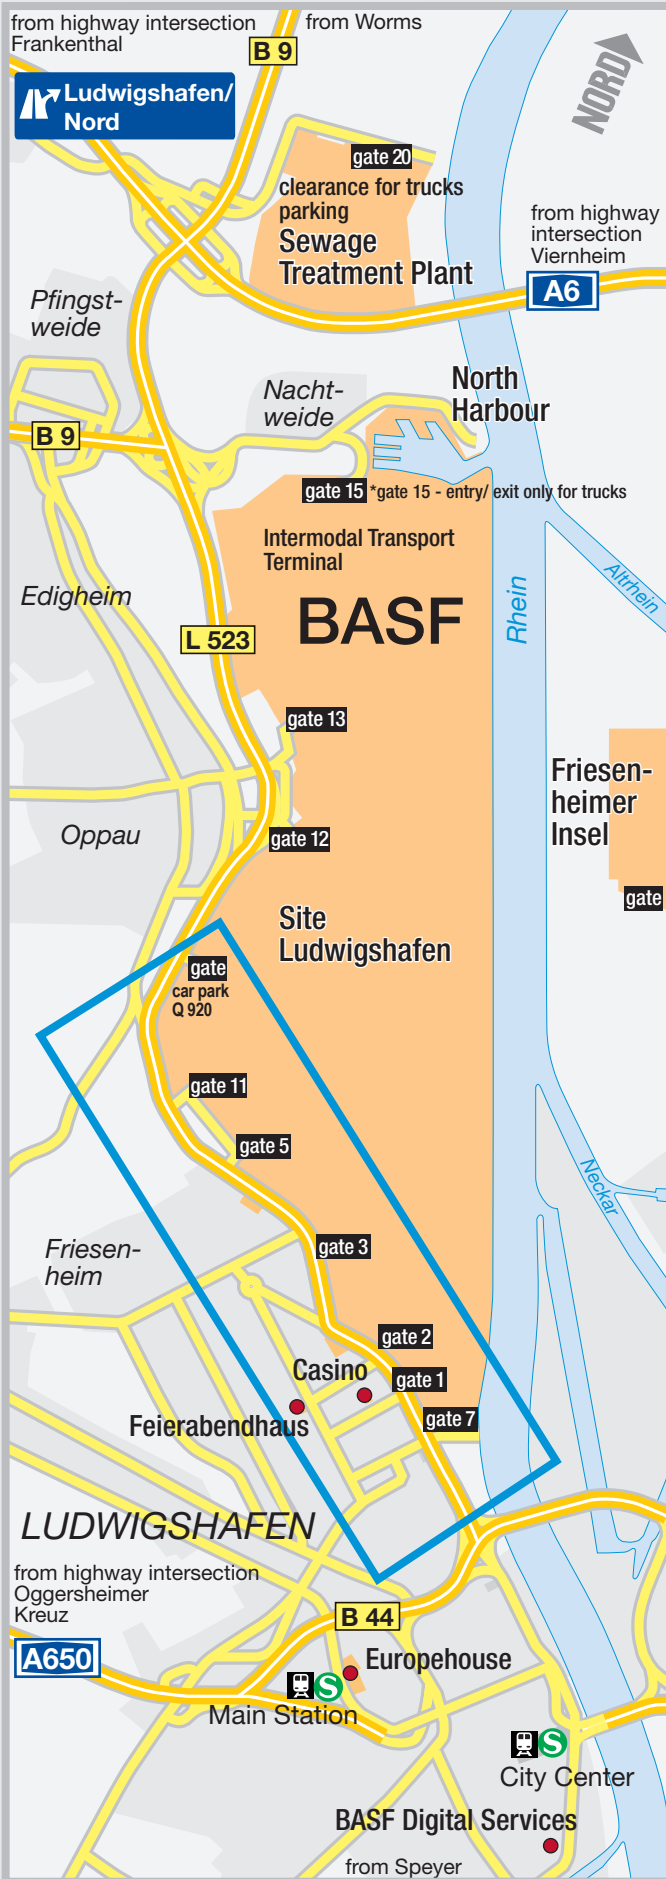 from highway intersection
Frankenthal
from Worms
B 9
Ludwigshafen/
Nord
NORD
gate 20
clearance for trucks
parking
Sewage
Treatment Plant
from highway
intersection
Viernheim
A6
Pfingst-
weide
Nacht-
weide
North
Harbour
B 9
gate 15 *gate 15 - entry/ exit only for trucks
Intermodal Transport
Terminal
Altrhein
Rhein
Edigheim
BASF
L 523
gate 13
Friesen-
heimer
Insel
Oppau
gate 12
gate
Site
Ludwigshafen
gate
car park
Q 920
gate 11
gate 5
Neckar
Friesen-
heim
gate 3
gate 2
Casino
gate 1
Feierabendhaus
gate 7
LUDWIGSHAFEN
from highway intersection
Oggersheimer
Kreuz
B 44
A650
Europehouse
S
Main Station
S
City Center
BASF Digital Services
from Speyer